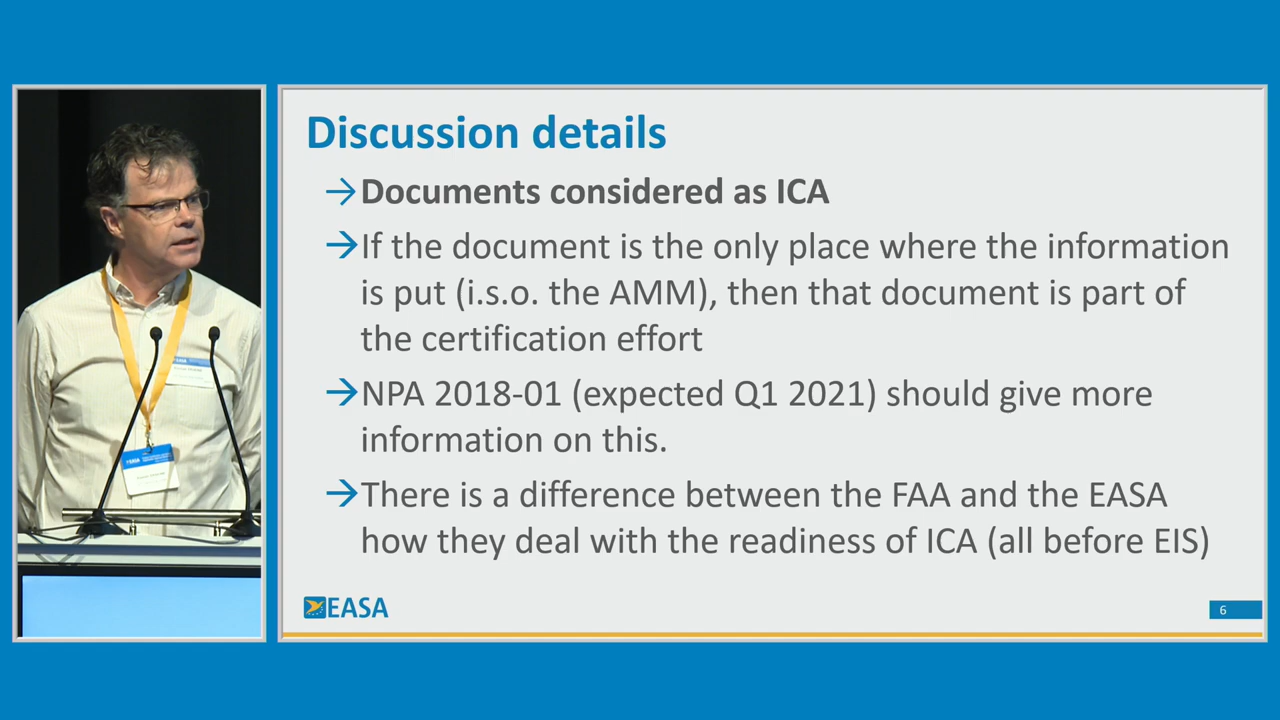 Discussion details
→Documents considered as ICA
→If the document is the only place where the information
is put (i.s.o. the AMM), then that document is part of
the certification effort
→NPA 2018-01 (expected Q1 2021) should give more
information on this.
→There is a difference between the FAA and the EASA
how they deal with the readiness of ICA (all before EIS)
EASA
6
EASA